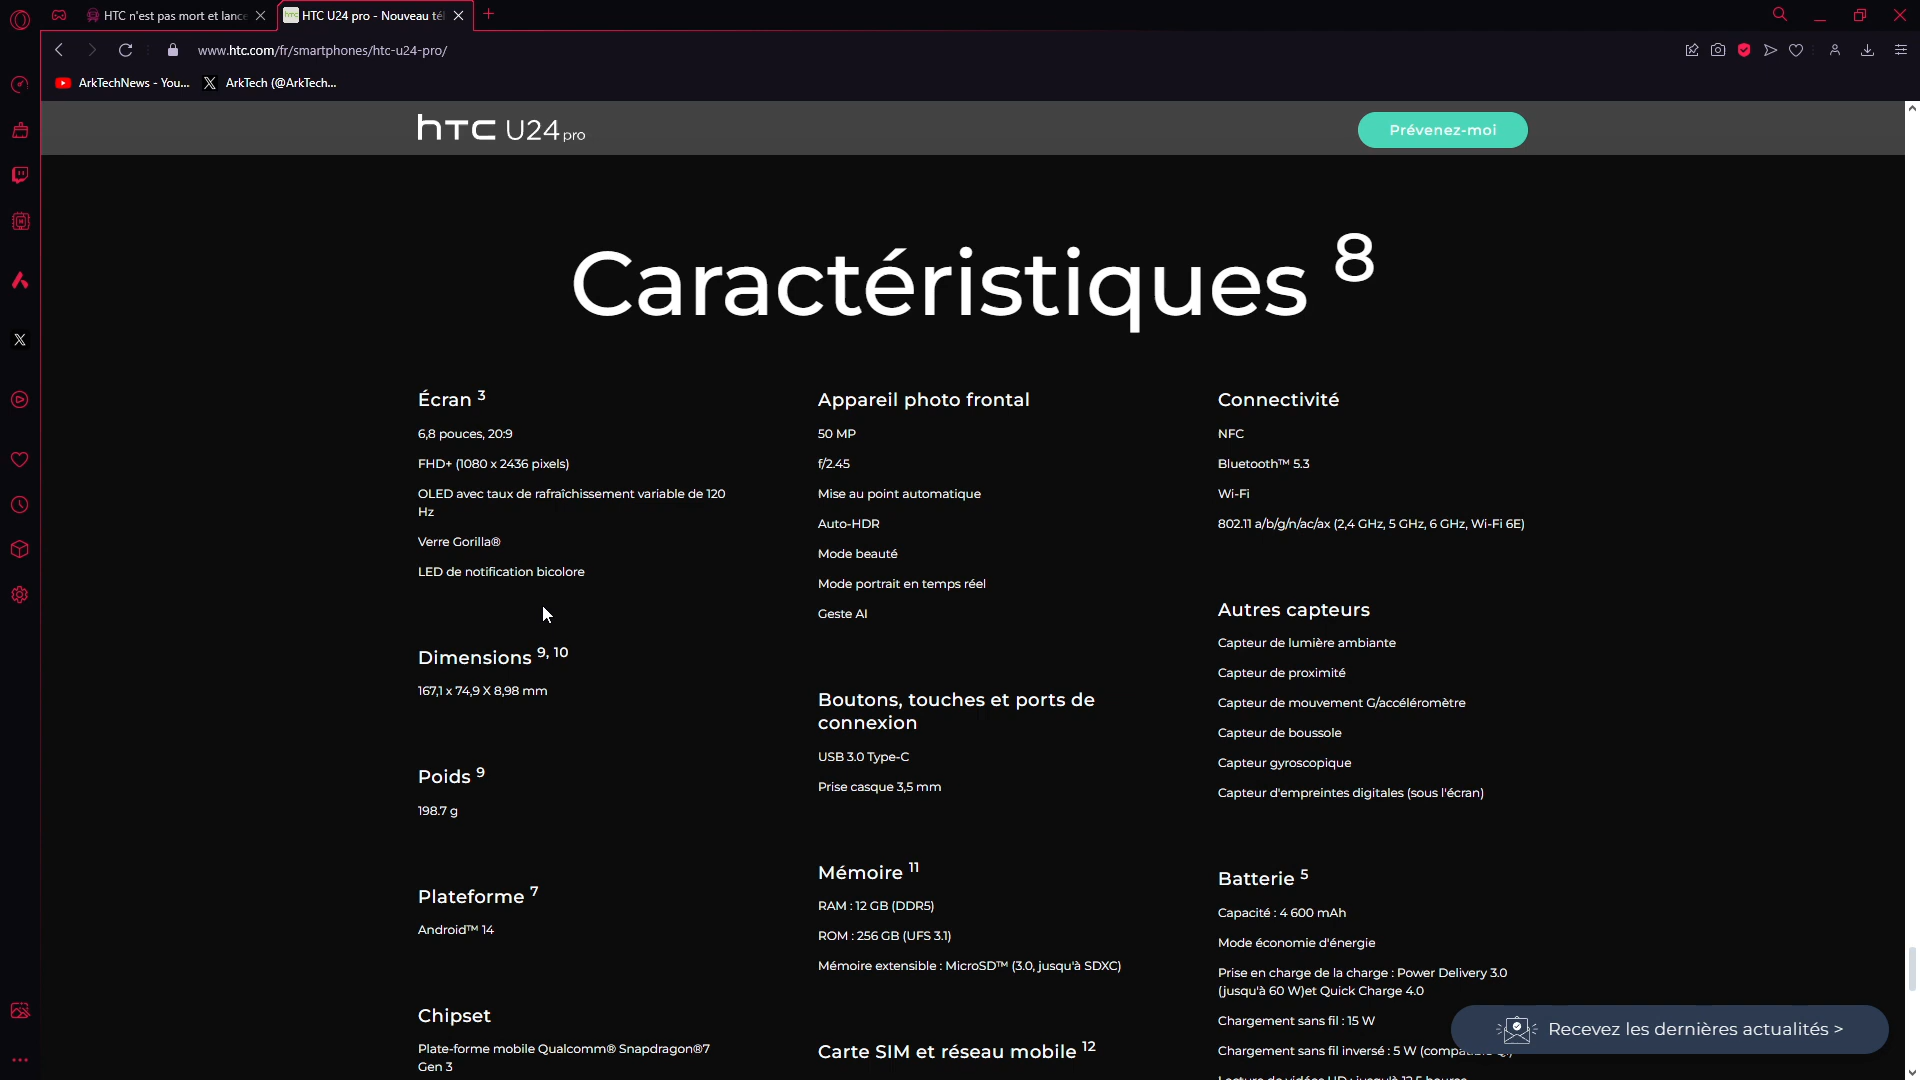 HTC n'est pas mort et lance
HTC U24 pro - Nouveau tél
www.htc.com/fr/smartphones/htc-u24-pro/
ArkTechNews - You...
ArkTech (@ArkTech...
hTC U24 pro
Prévenez-moi
Caractéristiques 8
Écran 3
6,8 pouces, 20:9
FHD+ (1080 x 2436 pixels)
OLED avec taux de rafraîchissement variable de 120
Hz
Verre Gorilla®
LED de notification bicolore
Dimensions 9, 10
167,1 x 74,9 X 8,98 mm
Poids 9
198.7 g
Plateforme 7
Android™ 14
Chipset
Plate-forme mobile Qualcomm® Snapdragon®7
Gen 3
Appareil photo frontal
50 MP
f/2.45
Mise au point automatique
Auto-HDR
Mode beauté
Mode portrait en temps réel
Geste AI
Boutons, touches et ports de
connexion
USB 3.0 Type-C
Prise casque 3,5 mm
Mémoire 11
RAM : 12 GB (DDR5)
ROM : 256 GB (UFS 3.1)
Mémoire extensible : MicroSD™ (3.0, jusqu'à SDXC)
Carte SIM et réseau mobile 12
Connectivité
NFC
Bluetooth™ 5.3
Wi-Fi
802.11 a/b/g/n/ac/ax (2,4 GHz, 5 GHz, 6 GHz, Wi-Fi 6E)
Autres capteurs
Capteur de lumière ambiante
Capteur de proximité
Capteur de mouvement G/accéléromètre
Capteur de boussole
Capteur gyroscopique
Capteur d'empreintes digitales (sous l'écran)
Batterie 5
Capacité : 4 600 mAh
Mode économie d'énergie
Prise en charge de la charge : Power Delivery 3.0
(jusqu'à 60 W)et Quick Charge 4.0
Chargement sans fil : 15 W
Chargement sans fil inversé : 5 W
Recevez les dernières actualités >